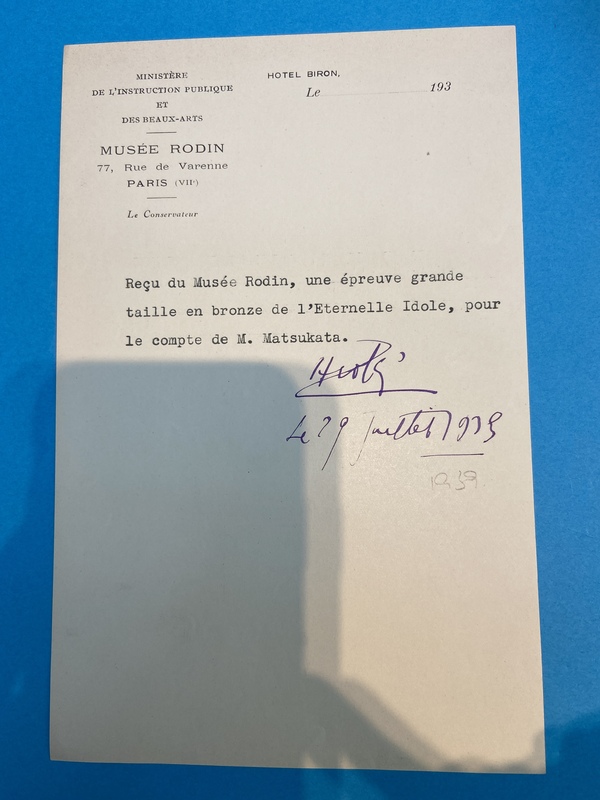 MINISTÈRE
DE L'INSTRUCTION PUBLIQUE
ET
DES BEAUX-ARTS
MUSÉE RODIN
77, Rue de Varenne
PARIS (VIIᵉ)
Le Conservateur
HOTEL BIRON,
Le 193
Reçu du Musée Rodin, une épreuve grande
taille en bronze de l'Eternelle Idole, pour
le compte de M. Matsukata.
Le 29 juillet 1939
1939